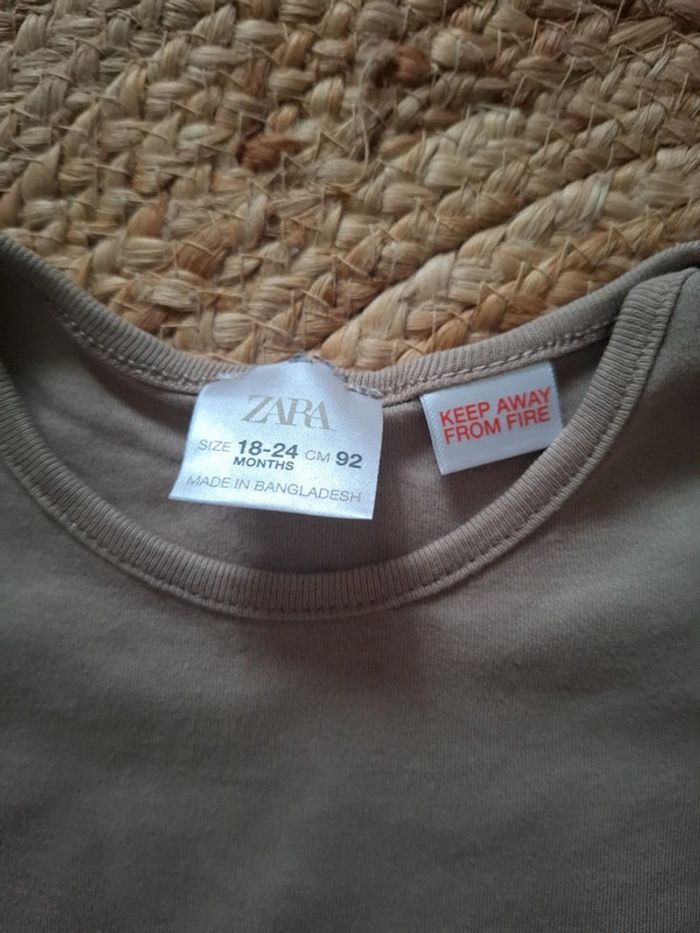 ZARA
SIZE 18-24 CM 92
MONTHS
MADE IN BANGLADESH
KEEP AWAY
FROM FIRE